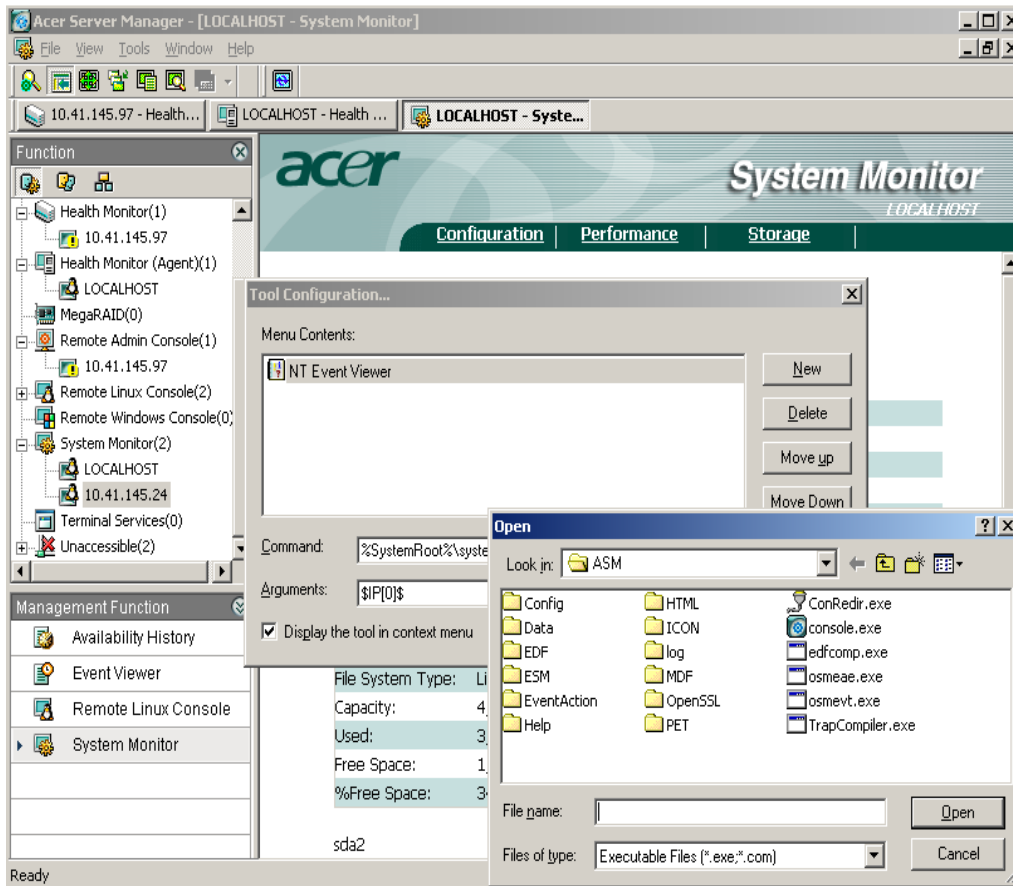 Acer Server Manager - [LOCALHOST - System Monitor]
File View Tools Window Help
10.41.145.97 - Health... LOCALHOST - Health ... LOCALHOST - Syste...
Function
Health Monitor(1)
10.41.145.97
Health Monitor (Agent)(1)
LOCALHOST
MegaRAID(0)
Remote Admin Console(1)
10.41.145.97
Remote Linux Console(2)
Remote Windows Console(0)
System Monitor(2)
LOCALHOST
10.41.145.24
Terminal Services(0)
Unaccessible(2)
Management Function
Availability History
Event Viewer
Remote Linux Console
System Monitor
acer
System Monitor
LOCALHOST
Configuration Performance Storage
Tool Configuration...
Menu Contents:
NT Event Viewer
New
Delete
Move up
Move Down
Command: %SystemRoot%\syste
Arguments: $IP[0]$
Display the tool in context menu
File System Type: Li
Capacity: 4,
Used: 3,
Free Space: 1,
%Free Space: 3
sda2
Open
Look in: ASM
Config HTML ConRedir.exe
Data ICON console.exe
EDF log edfcomp.exe
ESM MDF osmeae.exe
EventAction OpenSSL osmevt.exe
Help PET TrapCompiler.exe
File name: Open
Files of type: Executable Files (*.exe;*.com) Cancel
Ready